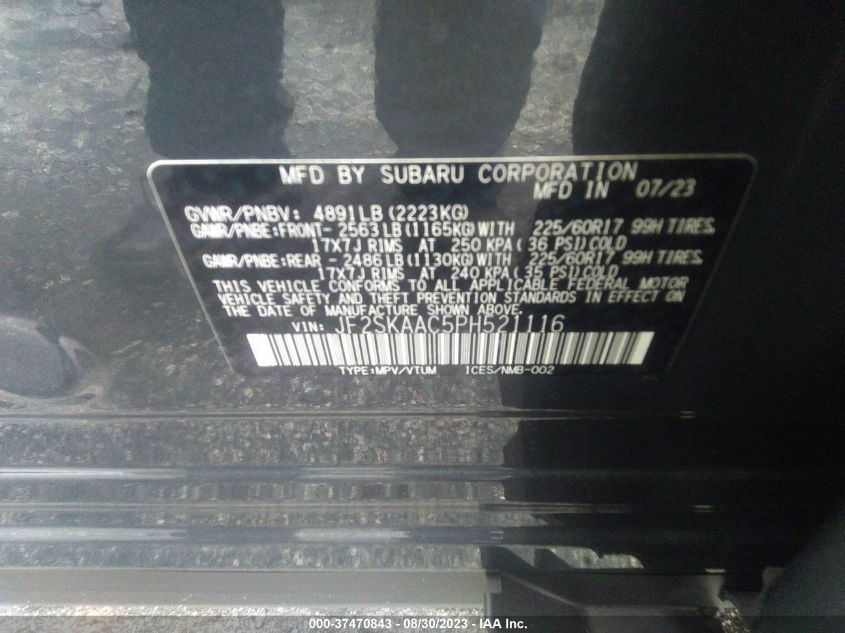 MFD BY SUBARU CORPORATION
MFD IN 07/23
GVWR/PNBV: 4891LB(2223KG)
GAWR/PNBE:FRONT- 2563LB(1165KG)WITH 225/60R17 99H TIRES,
17X7J RIMS AT 250 KPA( 36 PSI)COLD
GAWR/PNBE:REAR - 2486LB(1130KG)WITH 225/60R17 99H TIRES,
17X7J RIMS AT 240 KPA( 35 PSI)COLD
THIS VEHICLE CONFORMS TO ALL APPLICABLE FEDERAL MOTOR
VEHICLE SAFETY AND THEFT PREVENTION STANDARDS IN EFFECT ON
THE DATE OF MANUFACTURE SHOWN ABOVE.
VIN: JF2SKAAC5PH521116
TYPE:MPV/VTUM ICES/NMB-002
000-37470843 - 08/30/2023 - IAA Inc.